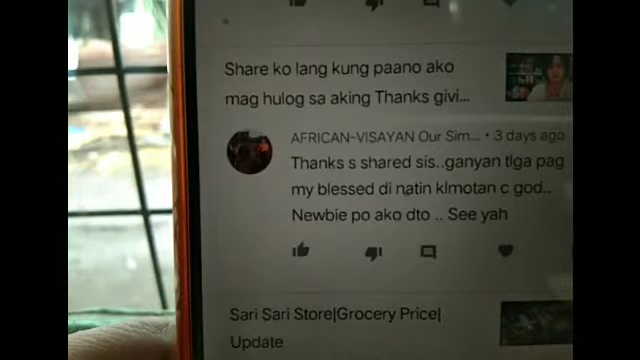 Share ko lang kung paano ako
mag hulog sa aking Thanks givi...
AFRICAN-VISAYAN Our Sim... • 3 days ago
Thanks s shared sis..ganyan tlga pag
my blessed di natin klmotan c god..
Newbie po ako dto .. See yah
Sari Sari Store|Grocery Price|
Update